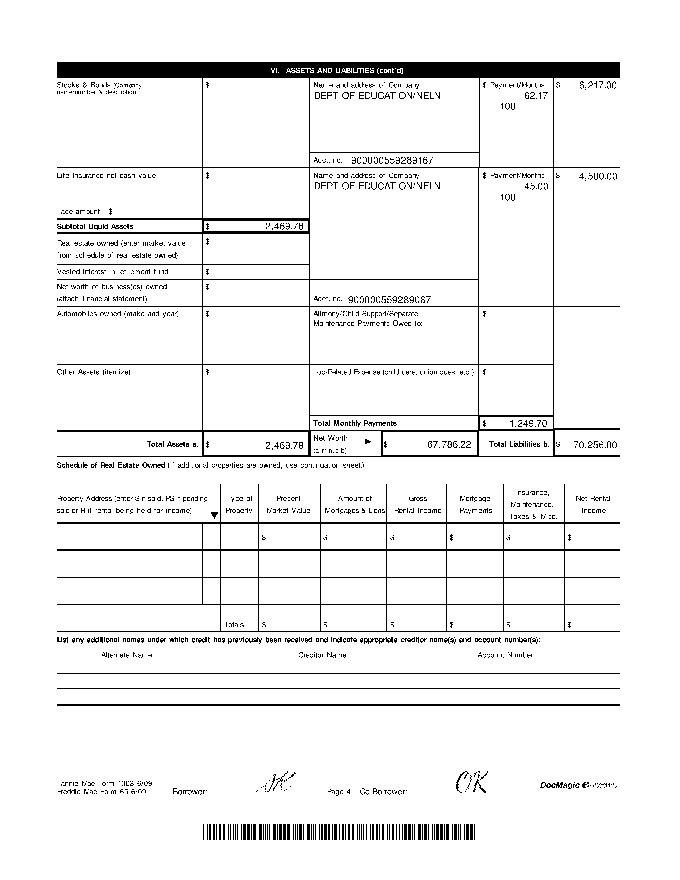 VI. ASSETS AND LIABILITIES (cont'd)
Stocks & Bonds (Company
name/number & description)
$
Name and address of Company
DEPT OF EDUCATION/NELN
$ Payment/Months
62.17
100
$ 6,217.00
Acct. no. 900000559289167
Life insurance net cash value
$
Face amount $
Name and address of Company
DEPT OF EDUCATION/NELN
$ Payment/Months
45.00
100
$ 4,500.00
Subtotal Liquid Assets $ 2,469.78
Real estate owned (enter market value
from schedule of real estate owned)
$
Vested interest in retirement fund $
Net worth of business(es) owned
(attach financial statement)
$
Acct. no. 900000559289067
Automobiles owned (make and year) $
Alimony/Child Support/Separate
Maintenance Payments Owed to:
$
Other Assets (itemize) $
Job-Related Expense (child care, union dues, etc.) $
Total Monthly Payments $ 1,249.70
Total Assets a. $ 2,469.78
Net Worth
(a minus b)
$ 67,786.22
Total Liabilities b. $ 70,256.00
Schedule of Real Estate Owned (if additional properties are owned, use continuation sheet.)
Property Address (enter S if sold, PS if pending
sale or R if rental being held for income)
Type of
Property
Present
Market Value
Amount of
Mortgages & Liens
Gross
Rental Income
Mortgage
Payments
Insurance,
Maintenance,
Taxes & Misc.
Net Rental
Income
$ $ $ $ $ $
Totals $ $ $ $ $ $
List any additional names under which credit has previously been received and indicate appropriate creditor name(s) and account number(s):
Alternate Name Creditor Name Account Number
Fannie Mae Form 1003 6/09
Freddie Mac Form 65 6/09
Borrower:
Page 4
Co-Borrower:
OK
DocMagic